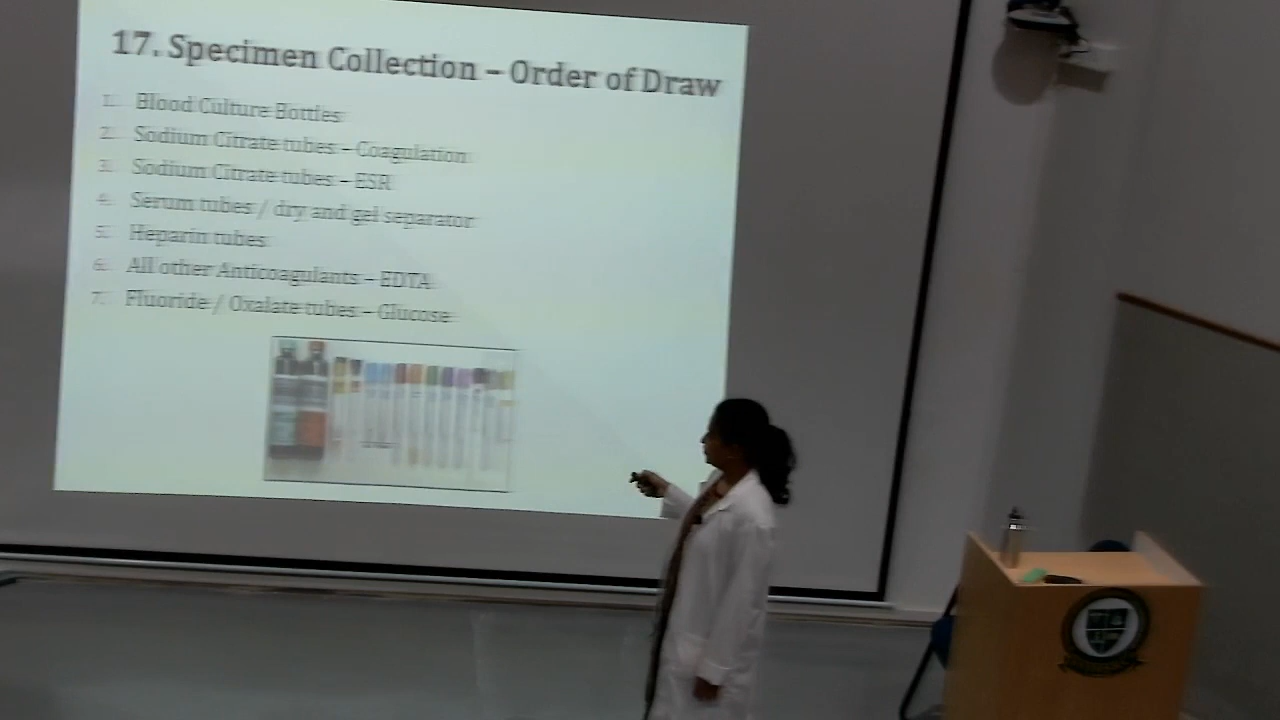 17. Specimen Collection – Order of Draw
1. Blood Culture Bottles
2. Sodium Citrate tubes – Coagulation
3. Sodium Citrate tubes – ESR
4. Serum tubes / dry and gel separator
5. Heparin tubes
6. All other Anticoagulants – EDTA
7. Fluoride / Oxalate tubes – Glucose